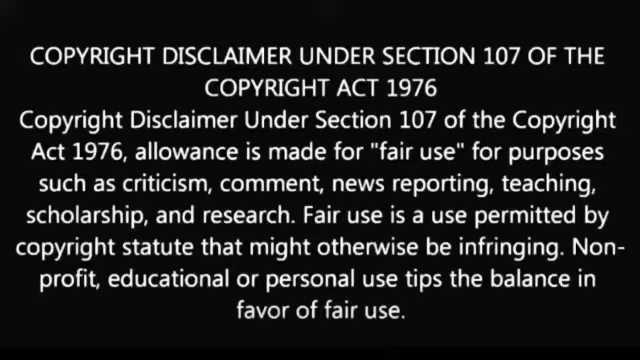 COPYRIGHT DISCLAIMER UNDER SECTION 107 OF THE
COPYRIGHT ACT 1976
Copyright Disclaimer Under Section 107 of the Copyright
Act 1976, allowance is made for "fair use" for purposes
such as criticism, comment, news reporting, teaching,
scholarship, and research. Fair use is a use permitted by
copyright statute that might otherwise be infringing. Non-
profit, educational or personal use tips the balance in
favor of fair use.